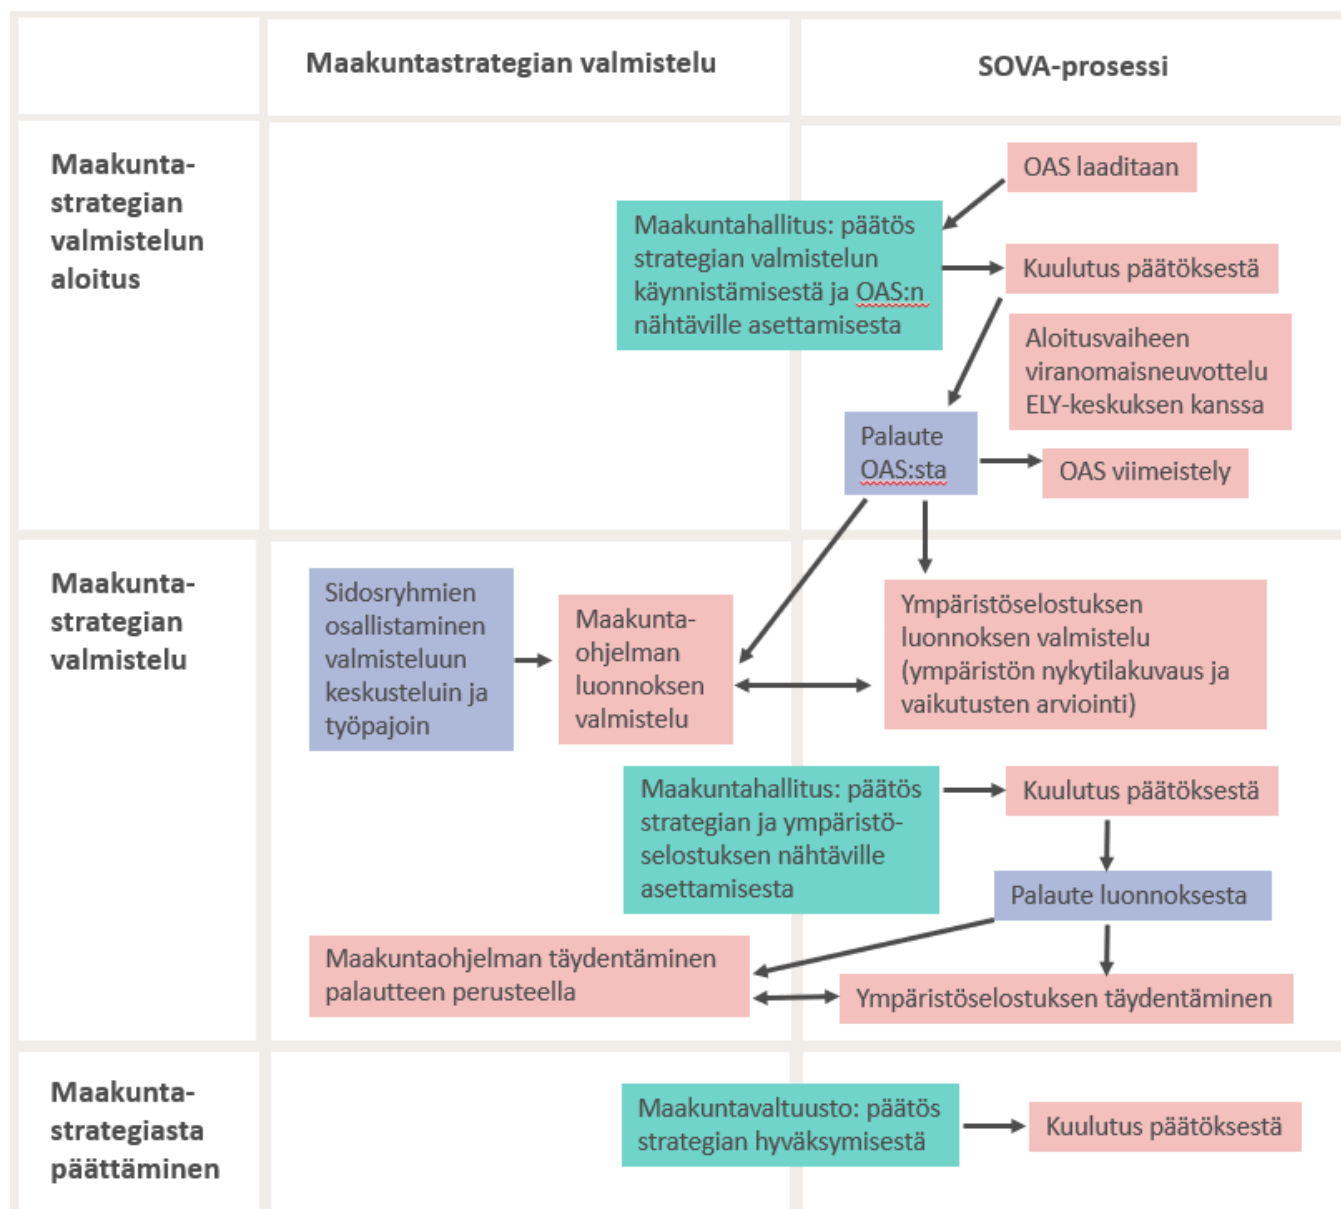 Maakuntastrategian valmistelu
SOVA-prosessi
Maakunta-
strategian
valmistelun
aloitus
OAS laaditaan
Maakuntahallitus: päätös
strategian valmistelun
käynnistämisestä ja OAS:n
nähtäville asettamisesta
Kuulutus päätöksestä
Aloitusvaiheen
viranomaisneuvottelu
ELY-keskuksen kanssa
Palaute
OAS:sta
OAS viimeistely
Maakunta-
strategian
valmistelu
Sidosryhmien
osallistaminen
valmisteluun
keskusteluin ja
työpajoin
Maakunta-
ohjelman
luonnoksen
valmistelu
Ympäristöselostuksen
luonnoksen valmistelu
(ympäristön nykytilakuvaus ja
vaikutusten arviointi)
Maakuntahallitus: päätös
strategian ja ympäristö-
selostuksen nähtäville
asettamisesta
Kuulutus päätöksestä
Palaute luonnoksesta
Maakuntaohjelman täydentäminen
palautteen perusteella
Ympäristöselostuksen täydentäminen
Maakunta-
strategiasta
päättäminen
Maakuntavaltuusto: päätös
strategian hyväksymisestä
Kuulutus päätöksestä